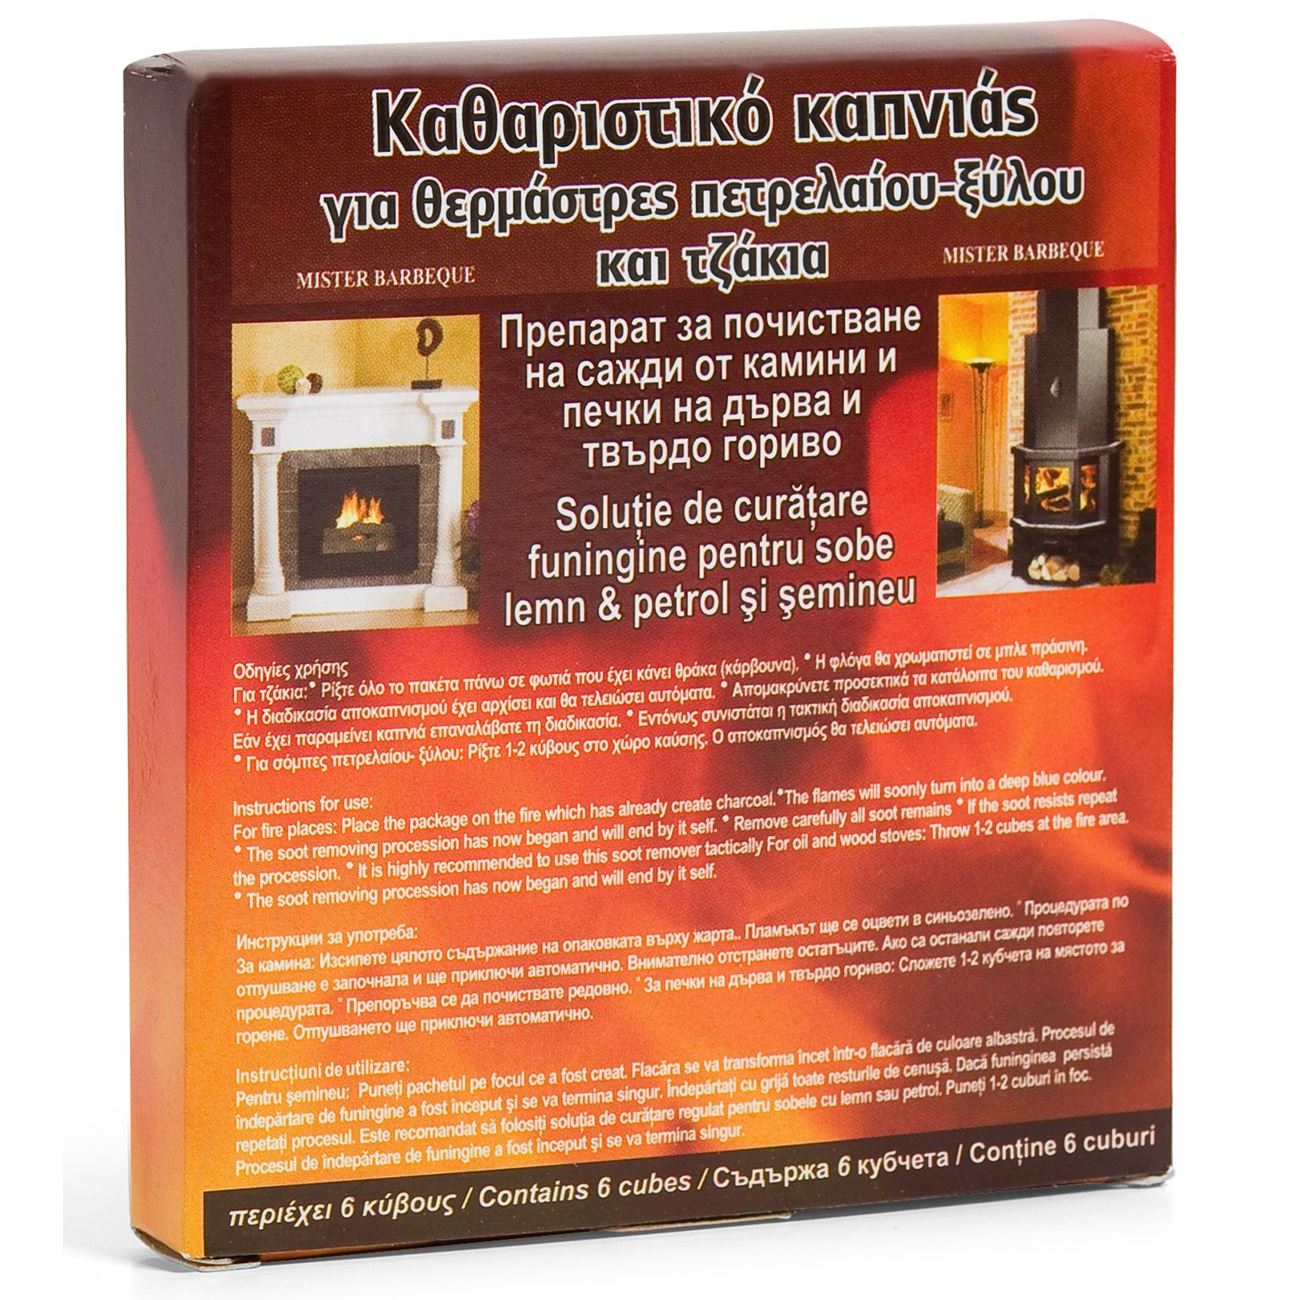 Καθαριστικό καπνιάς
για θερμάστρες πετρελαίου-ξύλου
και τζάκια
MISTER BARBEQUE
MISTER BARBEQUE
Препарат за почистване
на сажди от камини и
печки на дърва и
твърдо гориво
Soluţie de curăţare
funingine pentru sobe
lemn & petrol şi şemineu
Οδηγίες χρήσης
Για τζάκια:* Ρίξτε όλο το πακέτα πάνω σε φωτιά που έχει κάνει θράκα (κάρβουνα). * Η φλόγα θα χρωματιστεί σε μπλε πράσινη.
* Η διαδικασία αποκαπνισμού έχει αρχίσει και θα τελειώσει αυτόματα. * Απομακρύνετε προσεκτικά τα κατάλοιπα του καθαρισμού.
Εάν έχει παραμείνει καπνιά επαναλάβατε τη διαδικασία. * Εντόνως συνιστάται η τακτική διαδικασία αποκαπνισμού.
* Για σόμπες πετρελαίου- ξύλου: Ρίξτε 1-2 κύβους στο χώρο καύσης. Ο αποκαπνισμός θα τελειώσει αυτόματα.
Instructions for use:
For fire places: Place the package on the fire which has already create charcoal.*The flames will soonly turn into a deep blue colour.
* The soot removing procession has now began and will end by it self. * Remove carefully all soot remains * If the soot resists repeat
the procession. * It is highly recommended to use this soot remover tactically For oil and wood stoves: Throw 1-2 cubes at the fire area.
* The soot removing procession has now began and will end by it self.
Инструкции за употреба:
За камина: Изсипете цялото съдържание на опаковката върху жарта.. Пламъкът ще се оцвети в синьозелено. * Процедурата по
отпушване е започнала и ще приключи автоматично. Внимателно отстранете остатъците. Ако са останали сажди повторете
процедурата. * Препоръчва се да почиствате редовно. * За печки на дърва и твърдо гориво: Сложете 1-2 кубчета на мястото за
горене. Отпушването ще приключи автоматично.
Instrucţiuni de utilizare:
Pentru şemineu: Puneţi pachetul pe focul ce a fost creat. Flacăra se va transforma încet într-o flacără de culoare albastră. Procesul de
îndepărtare de funingine a fost început şi se va termina singur. Îndepărtaţi cu grijă toate resturile de cenuşă. Dacă funinginea persistă
repetaţi procesul. Este recomandat să folosiţi soluţia de curăţare regulat pentru sobele cu lemn sau petrol. Puneţi 1-2 cuburi în foc.
Procesul de îndepărtare de funingine a fost început şi se va termina singur.
περιέχει 6 κύβους / Contains 6 cubes / Съдържа 6 кубчета / Conţine 6 cuburi